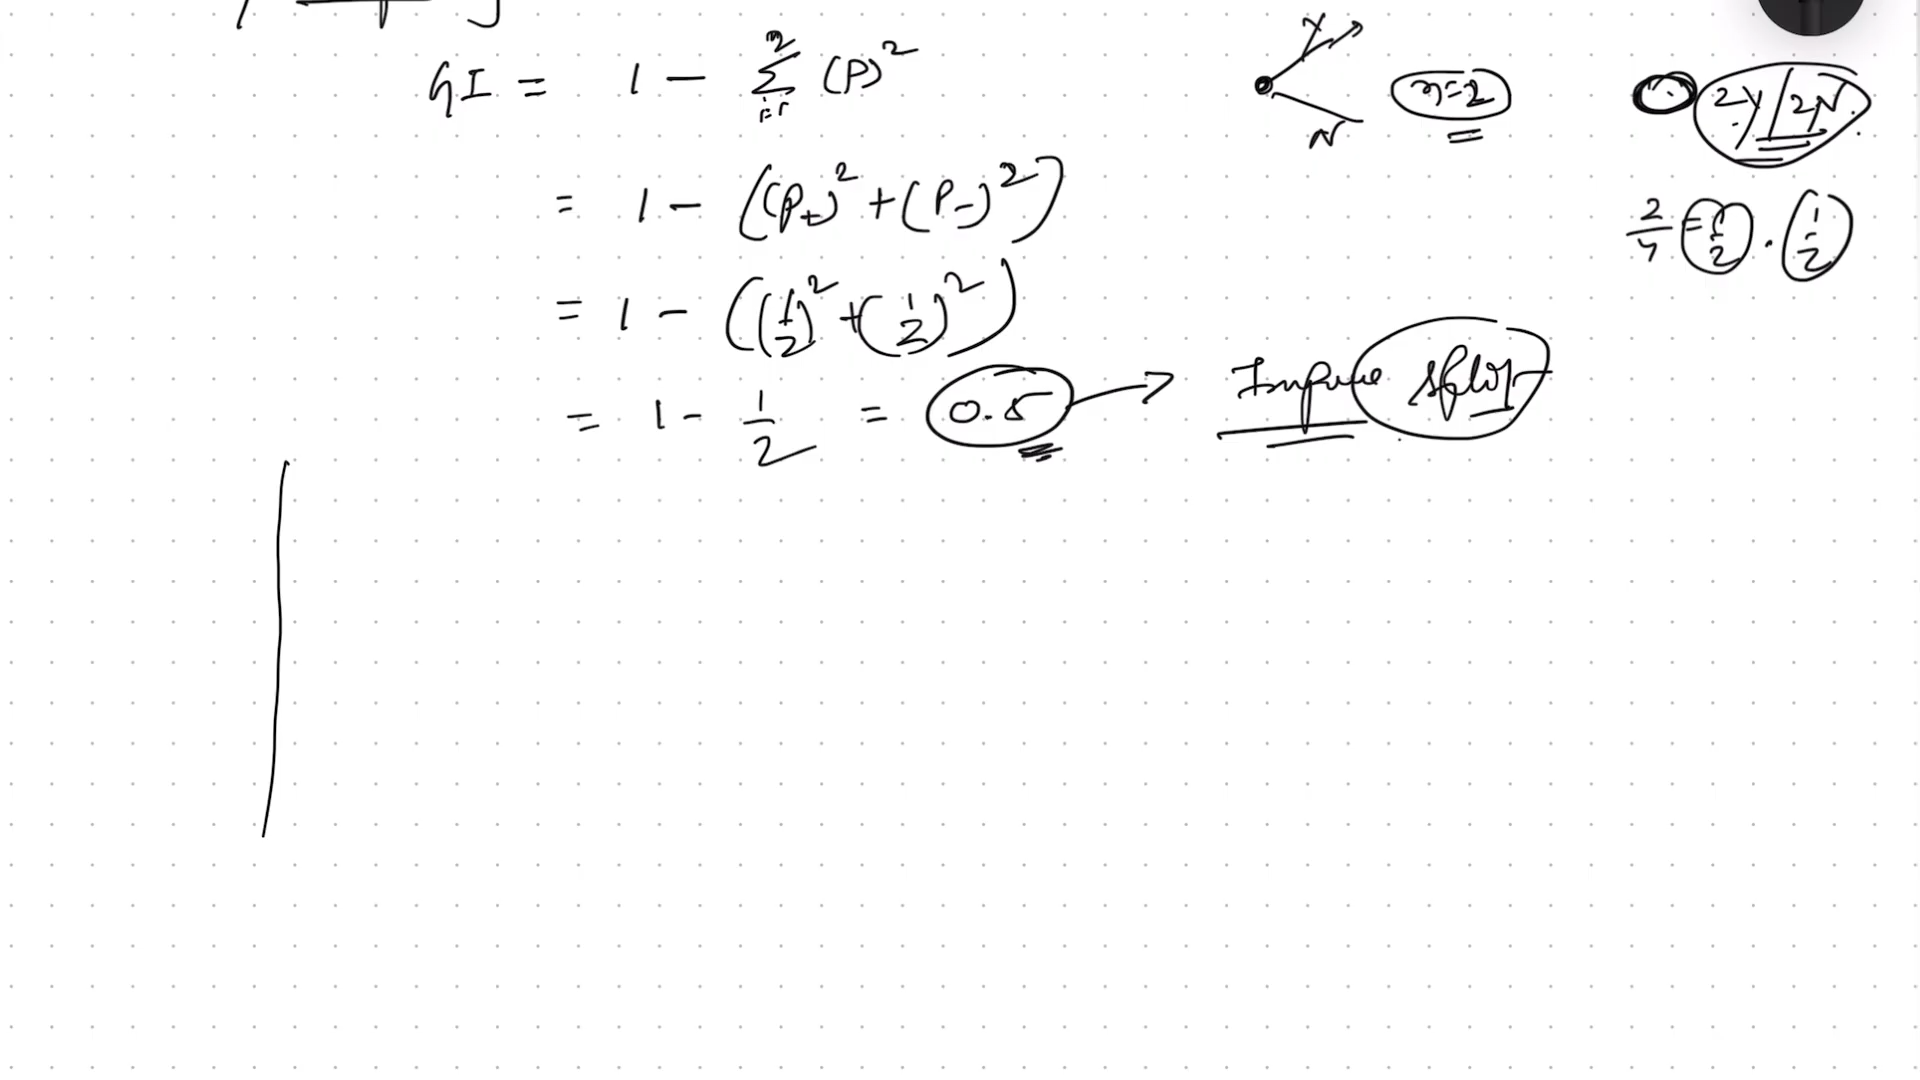 GI = 1 - Σ (P)² n i=1
Y
N
n=2
2Y/2N
= 1 - ((P+)² + (P-)²)
2/4 = 1/2 . 1/2
= 1 - ((1/2)² + (1/2)²)
= 1 - 1/2 = 0.5 → Impure split